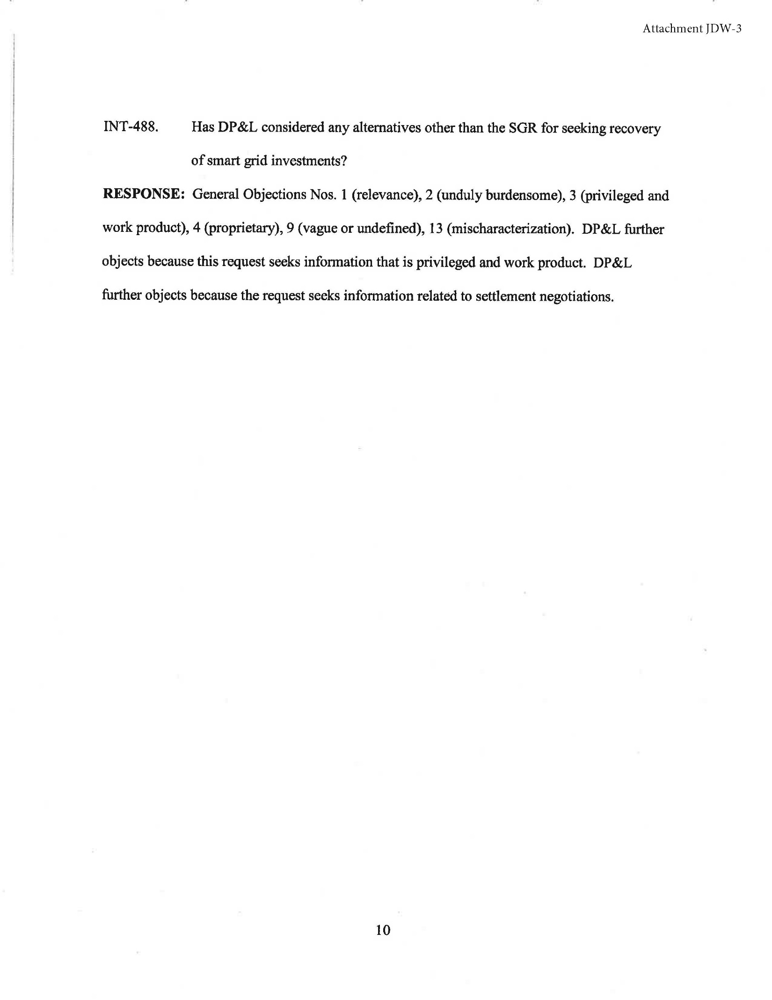 Attachment JDW-3
INT-488. Has DP&L considered any alternatives other than the SGR for seeking recovery
of smart grid investments?
RESPONSE: General Objections Nos. 1 (relevance), 2 (unduly burdensome), 3 (privileged and
work product), 4 (proprietary), 9 (vague or undefined), 13 (mischaracterization). DP&L further
objects because this request seeks information that is privileged and work product. DP&L
further objects because the request seeks information related to settlement negotiations.
10